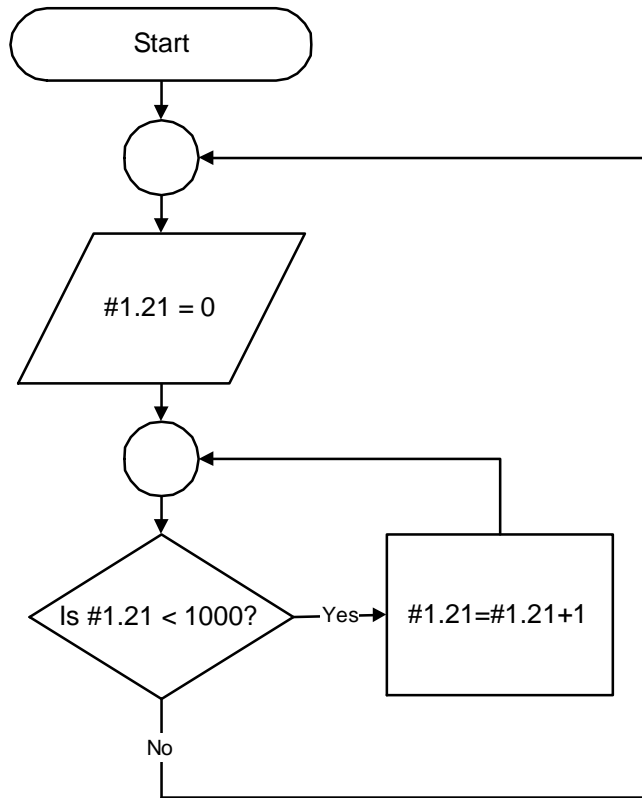 Start
#1.21 = 0
Is #1.21 < 1000?
Yes
#1.21=#1.21+1
No